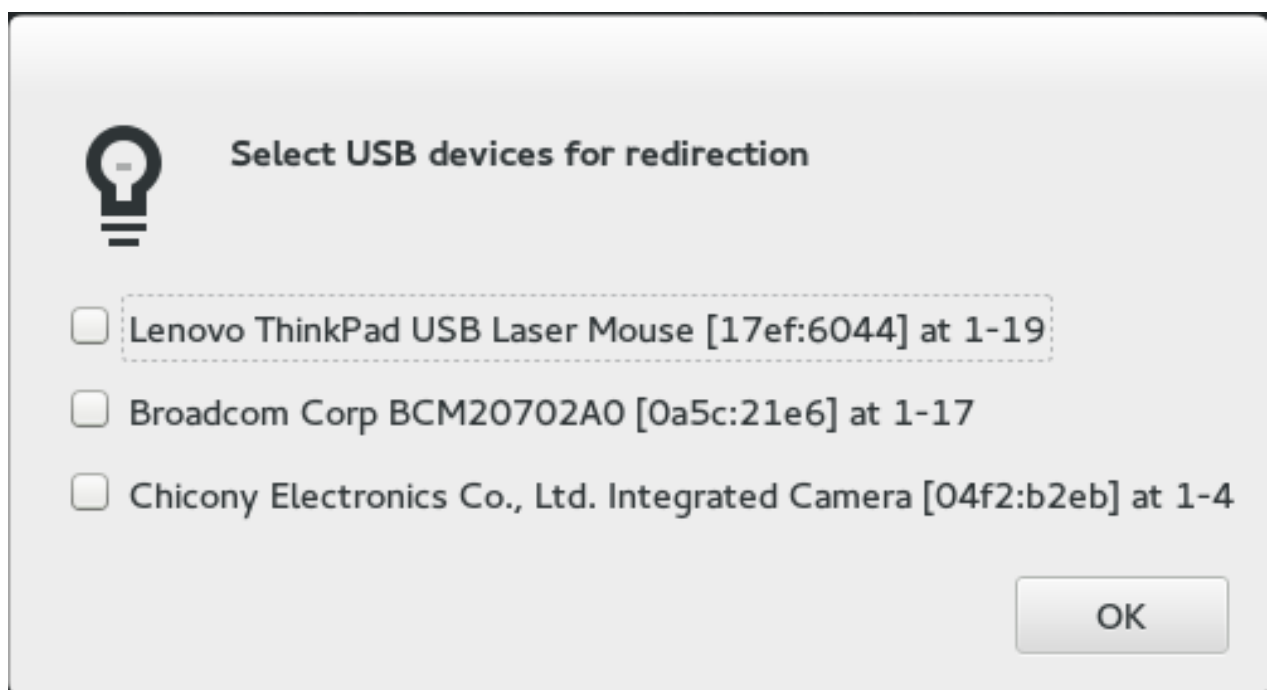 Select USB devices for redirection
Lenovo ThinkPad USB Laser Mouse [17ef:6044] at 1-19
Broadcom Corp BCM20702A0 [0a5c:21e6] at 1-17
Chicony Electronics Co., Ltd. Integrated Camera [04f2:b2eb] at 1-4
OK